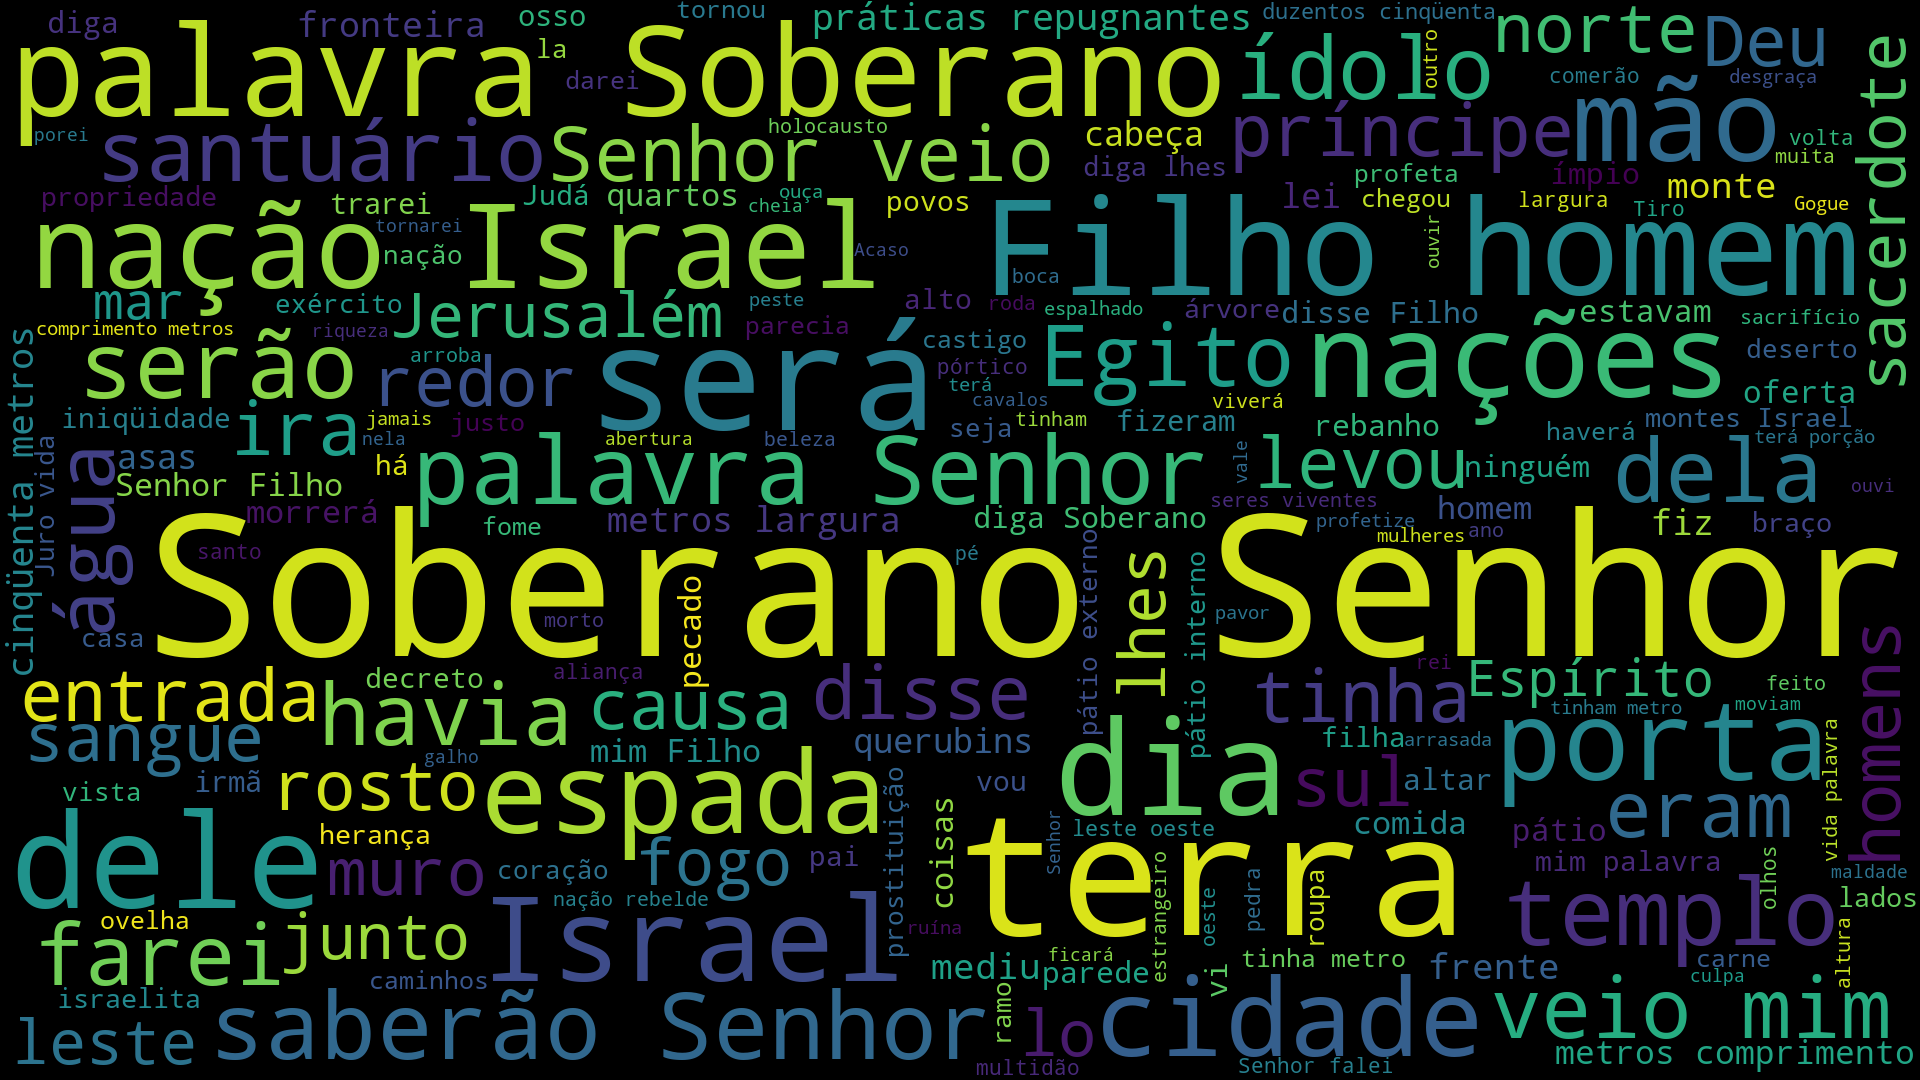 diga fronteira osso tornou práticas repugnantes duzentos cinqüenta norte Deu
palavra Soberano la darei ídolo outro comerão desgraça mão sacerdote
porei santuário Senhor veio holocausto cabeça príncipe volta muita
diga lhes profeta ímpio
propriedade trarei Judá quartos ouça cheia povos lei chegou largura monte Tiro Gogue
nação Israel tornarei nação Acaso Filho homem ouvir
mar exército Jerusalém peste boca alto roda espalhado árvore disse Filho estavam sacrifício
comprimento metros riqueza parecia
serão arroba redor será castigo pórtico Egito nações deserto
terá cavalos viverá oferta
iniqüidade ira jamais justo abertura beleza seja tinham fizeram rebanho haverá montes Israel
cinqüenta metros Juro vida água asas nela há palavra Senhor vale levou ninguém terá porção dela
Senhor Filho seres viventes ouvi
morrerá fome metros largura diga Soberano profetize homem fiz braço
santo pé mulheres ano
Soberano Senhor
casa morto pecado pátio externo lhes pátio interno pavor homens
entrada decreto aliança disse rei tinha Espírito feito
sangue havia causa tinham metro moviam
galho mim Filho querubins dia filha arrasada porta
vista irmã rosto espada prostituição vou sul altar eram vida palavra
dele herança coisas Senhor leste oeste comida pátio
muro coração fogo pai terra mim palavra olhos maldade
nação rebelde estrangeiro oeste pedra roupa templo lados
ovelha farei junto Israel ruína ficará altura
caminhos mediu parede vi tinha metro frente carne
israelita ramo culpa
leste saberão Senhor lo cidade veio mim
multidão Senhor falei metros comprimento